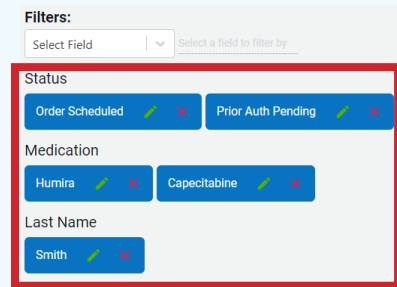 Filters:
Select Field Select a field to filter by
Status
Order Scheduled Prior Auth Pending
Medication
Humira Capecitabine
Last Name
Smith